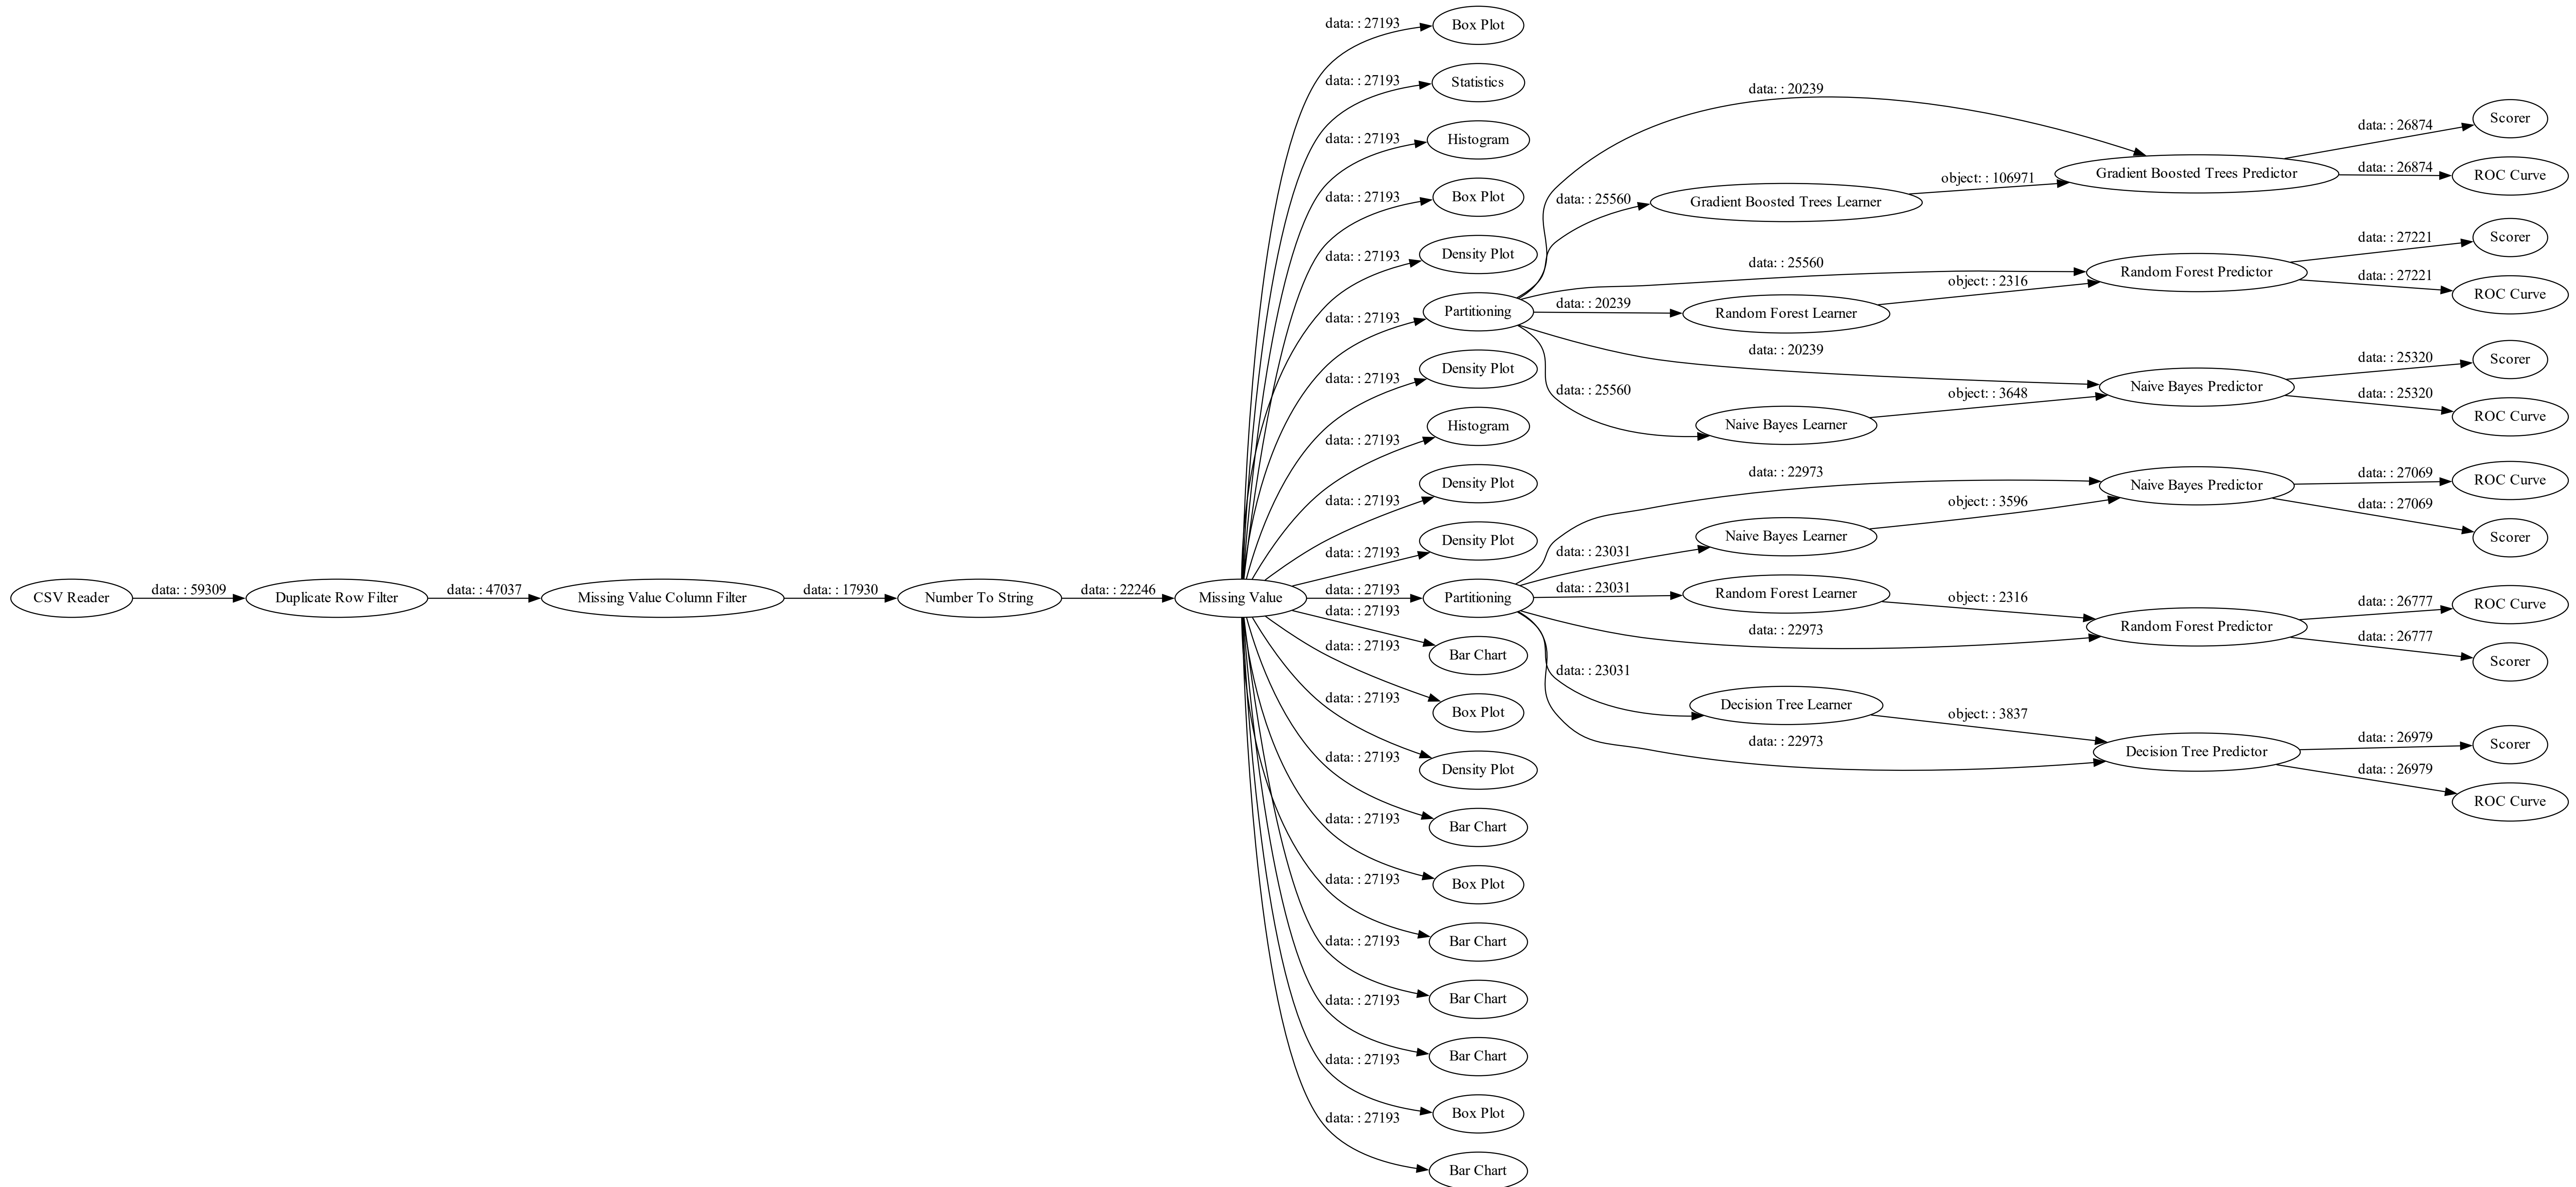 CSV Reader
data: : 59309
Duplicate Row Filter
data: : 47037
Missing Value Column Filter
data: : 17930
Number To String
data: : 22246
Missing Value
data: : 27193
Box Plot
data: : 27193
Statistics
data: : 27193
Histogram
data: : 27193
Box Plot
data: : 27193
Density Plot
data: : 27193
Partitioning
data: : 27193
Density Plot
data: : 27193
Histogram
data: : 27193
Density Plot
data: : 27193
Density Plot
data: : 27193
Partitioning
data: : 27193
Bar Chart
data: : 27193
Box Plot
data: : 27193
Density Plot
data: : 27193
Bar Chart
data: : 27193
Box Plot
data: : 27193
Bar Chart
data: : 27193
Bar Chart
data: : 27193
Bar Chart
data: : 27193
Box Plot
data: : 27193
Bar Chart
data: : 20239
data: : 25560
Gradient Boosted Trees Learner
object: : 106971
Gradient Boosted Trees Predictor
data: : 26874
Scorer
data: : 26874
ROC Curve
data: : 25560
data: : 20239
Random Forest Learner
object: : 2316
Random Forest Predictor
data: : 27221
Scorer
data: : 27221
ROC Curve
data: : 20239
data: : 25560
Naive Bayes Learner
object: : 3648
Naive Bayes Predictor
data: : 25320
Scorer
data: : 25320
ROC Curve
data: : 22973
data: : 23031
Naive Bayes Learner
object: : 3596
Naive Bayes Predictor
data: : 27069
ROC Curve
data: : 27069
Scorer
data: : 23031
Random Forest Learner
object: : 2316
data: : 22973
Random Forest Predictor
data: : 26777
ROC Curve
data: : 26777
Scorer
data: : 23031
Decision Tree Learner
object: : 3837
data: : 22973
Decision Tree Predictor
data: : 26979
Scorer
data: : 26979
ROC Curve